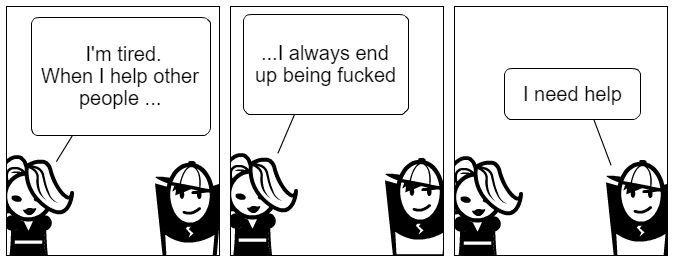 I'm tired.
When I help other
people ...
...I always end
up being fucked
I need help